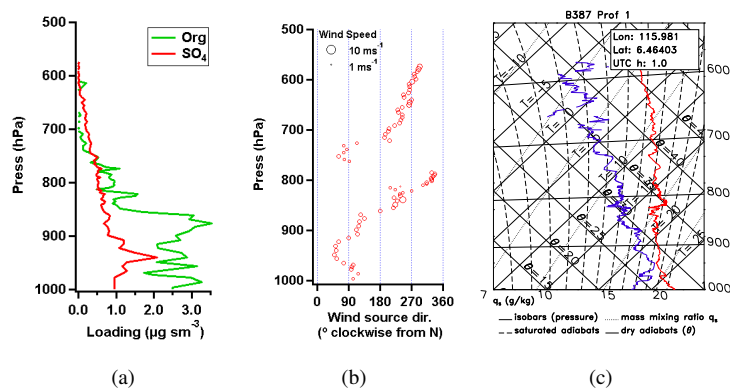 Org
SO4
500
600
700
800
900
1000
Press (hPa)
0.0
1.0
2.0
3.0
Loading (µg sm-3)
(a)
Wind Speed
10 ms-1
1 ms-1
500
600
700
800
900
1000
Press (hPa)
0
90
180
270
360
Wind source dir.
(º clockwise from N)
(b)
B387 Prof 1
Lon: 115.981
Lat: 6.46403
UTC h: 1.0
600
700
800
900
1000
θ=40
θ=25
7
10
15
20
qs (g/kg)
isobars (pressure)
mass mixing ratio qs
saturated adiabats
dry adiabats (θ)
(c)